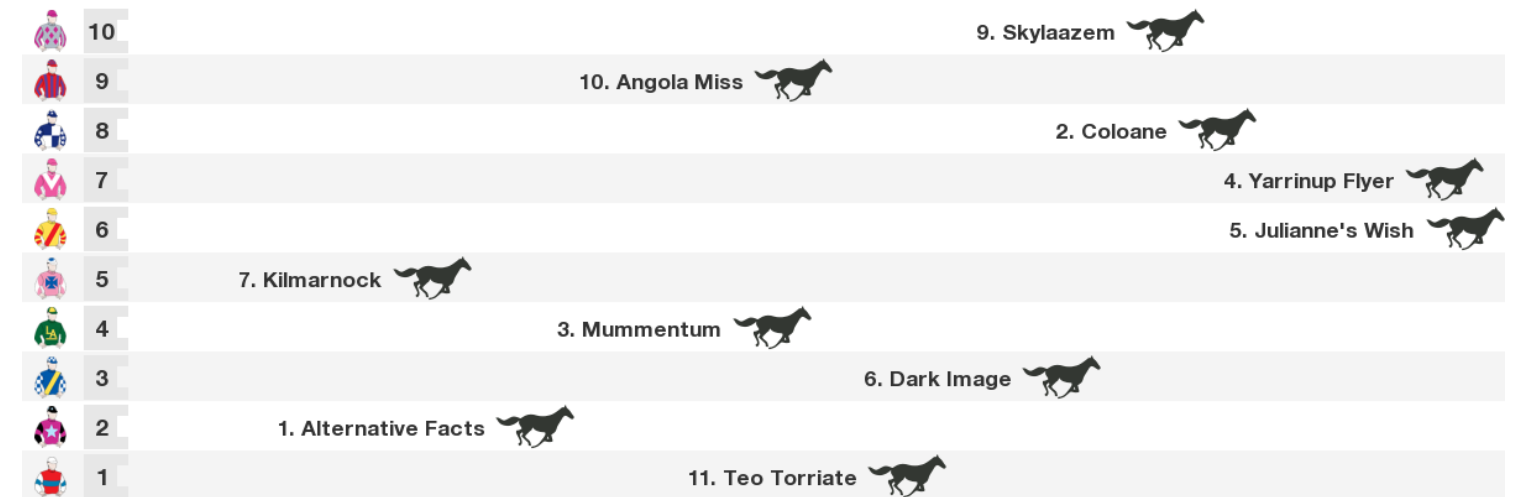 10 9. Skylaazem
9 10. Angola Miss
8 2. Coloane
7 4. Yarrinup Flyer
6 5. Julianne's Wish
5 7. Kilmarnock
4 3. Mummentum
LA
3 6. Dark Image
2 1. Alternative Facts
1 11. Teo Torriate